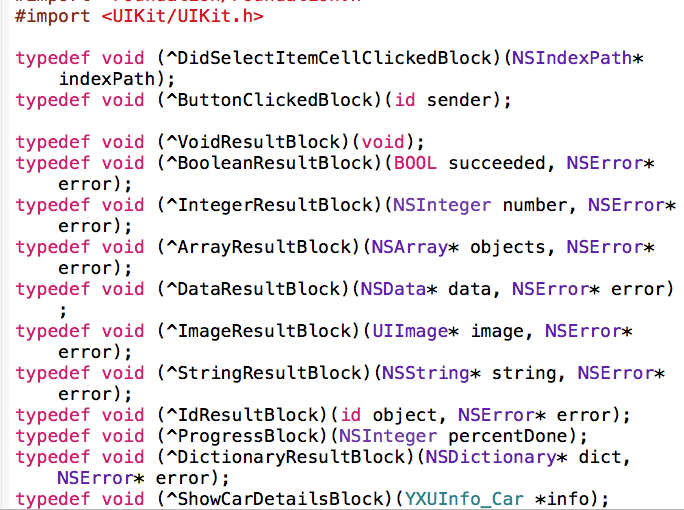 #import <UIKit/UIKit.h>
typedef void (^DidSelectItemCellClickedBlock)(NSIndexPath*
indexPath);
typedef void (^ButtonClickedBlock)(id sender);
typedef void (^VoidResultBlock)(void);
typedef void (^BooleanResultBlock)(BOOL succeeded, NSError*
error);
typedef void (^IntegerResultBlock)(NSInteger number, NSError*
error);
typedef void (^ArrayResultBlock)(NSArray* objects, NSError*
error);
typedef void (^DataResultBlock)(NSData* data, NSError* error)
;
typedef void (^ImageResultBlock)(UIImage* image, NSError*
error);
typedef void (^StringResultBlock)(NSString* string, NSError*
error);
typedef void (^IdResultBlock)(id object, NSError* error);
typedef void (^ProgressBlock)(NSInteger percentDone);
typedef void (^DictionaryResultBlock)(NSDictionary* dict,
NSError* error);
typedef void (^ShowCarDetailsBlock)(YXUInfo_Car *info);